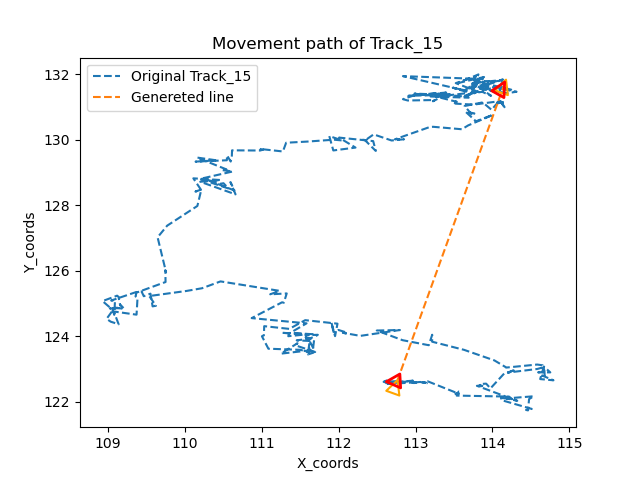 Movement path of Track_15
Original Track_15
Genereted line
132
130
128
126
124
122
Y_coords
109 110 111 112 113 114 115
X_coords